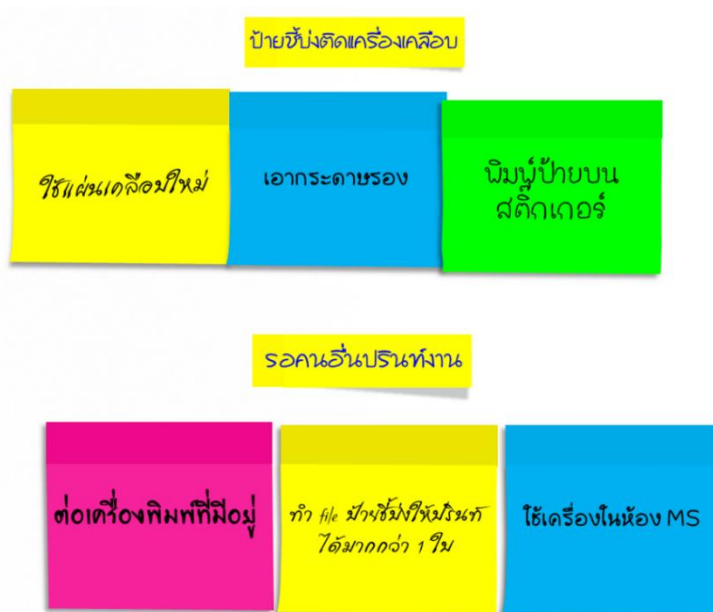 ป้ายชี้บ่งติดเครื่องเคลือบ
ใช้แผ่นเคลือบใหม่
เอากระดาษรอง
พิมพ์ป้ายบน
สติ๊กเกอร์
รอคนอื่นปรินท์งาน
ต่อเครื่องพิมพ์ที่มีอยู่
ทำ file ป้ายชี้บ่งให้ปรินท์
ได้มากกว่า 1 ใบ
ใช้เครื่องในห้อง MS